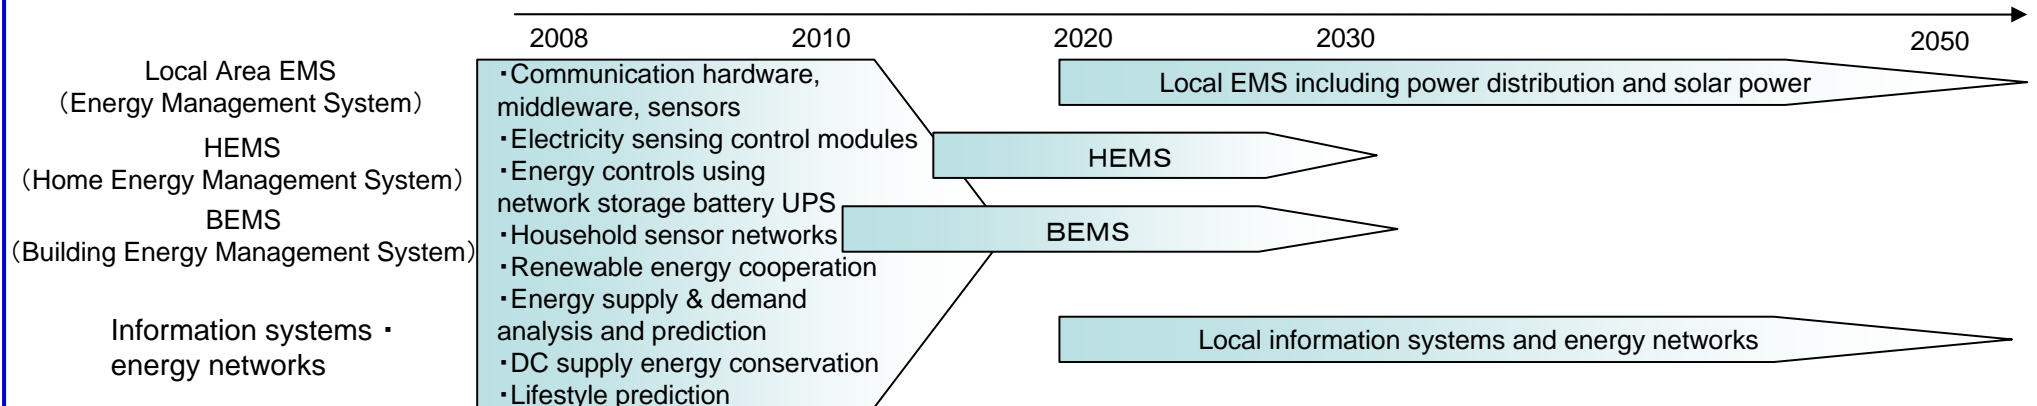 2008 2010 2020 2030 2050
Local Area EMS
（Energy Management System）
HEMS
（Home Energy Management System）
BEMS
（Building Energy Management System）
Information systems・
energy networks
・Communication hardware,
middleware, sensors
・Electricity sensing control modules
・Energy controls using
network storage battery UPS
・Household sensor networks
・Renewable energy cooperation
・Energy supply & demand
analysis and prediction
・DC supply energy conservation
・Lifestyle prediction
Local EMS including power distribution and solar power
HEMS
BEMS
Local information systems and energy networks